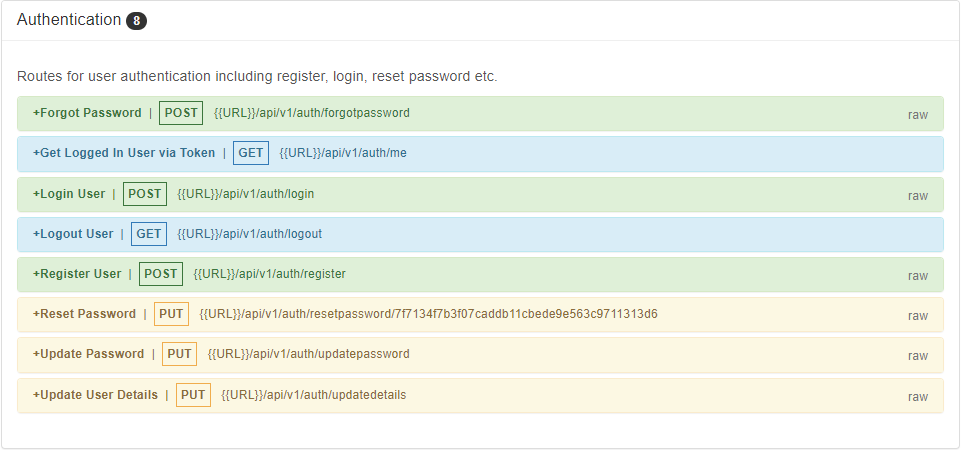 Authentication 8
Routes for user authentication including register, login, reset password etc.
+Forgot Password | POST {{URL}}/api/v1/auth/forgotpassword raw
+Get Logged In User via Token | GET {{URL}}/api/v1/auth/me
+Login User | POST {{URL}}/api/v1/auth/login raw
+Logout User | GET {{URL}}/api/v1/auth/logout
+Register User | POST {{URL}}/api/v1/auth/register raw
+Reset Password | PUT {{URL}}/api/v1/auth/resetpassword/7f7134f7b3f07caddb11cbede9e563c9711313d6 raw
+Update Password | PUT {{URL}}/api/v1/auth/updatepassword raw
+Update User Details | PUT {{URL}}/api/v1/auth/updatedetails raw